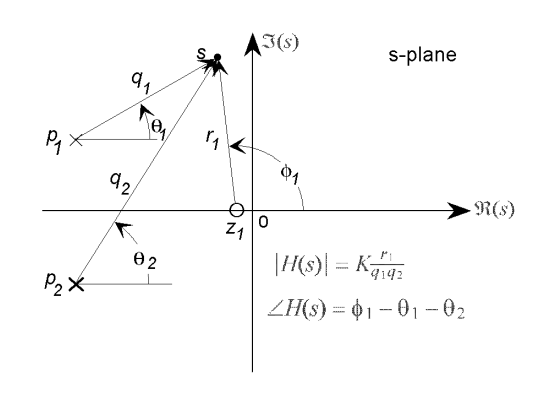 ℑ(s)
s-plane
s
q₁
p₁
θ₁
r₁
ϕ₁
q₂
ℜ(s)
z₁
0
θ₂
p₂
|H(s)| = K r₁/q₁q₂
∠H(s) = ϕ₁ − θ₁ − θ₂